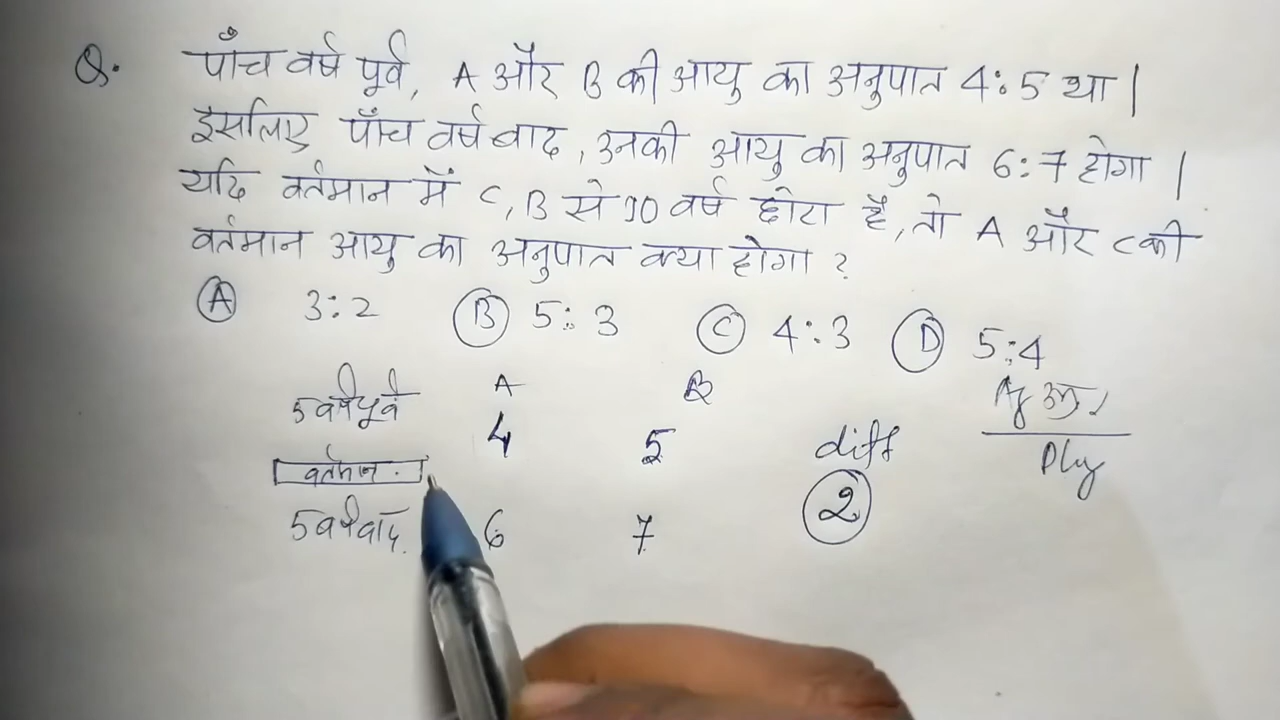 Q. पाँच वर्ष पूर्व, A और B की आयु का अनुपात 4:5 था |
इसलिए पाँच वर्ष बाद, उनकी आयु का अनुपात 6:7 होगा |
यदि वर्तमान में C, B से 10 वर्ष छोटा है, तो A और C की
वर्तमान आयु का अनुपात क्या होगा ?
A 3:2 B 5:3 C 4:3 D 5:4
A B
5 वर्ष पूर्व 4 5 diff
वर्तमान 2
5 वर्ष बाद 6 7